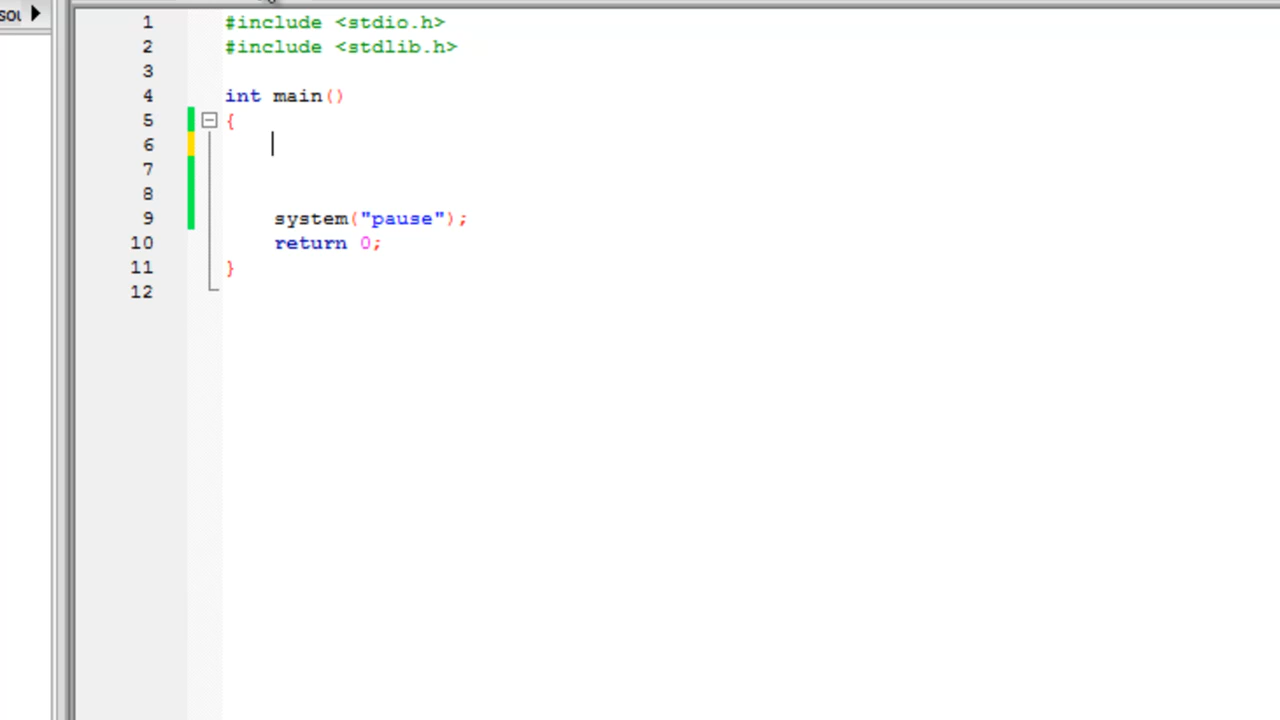 sou
1 #include <stdio.h>
2 #include <stdlib.h>
3
4 int main()
5 {
6
7
8
9 system("pause");
10 return 0;
11 }
12